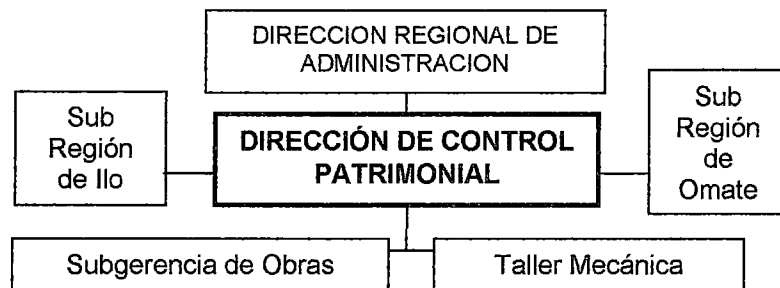 DIRECCION REGIONAL DE
ADMINISTRACION
Sub
Región
de Ilo
DIRECCIÓN DE CONTROL
PATRIMONIAL
Sub
Región
de
Omate
Subgerencia de Obras
Taller Mecánica